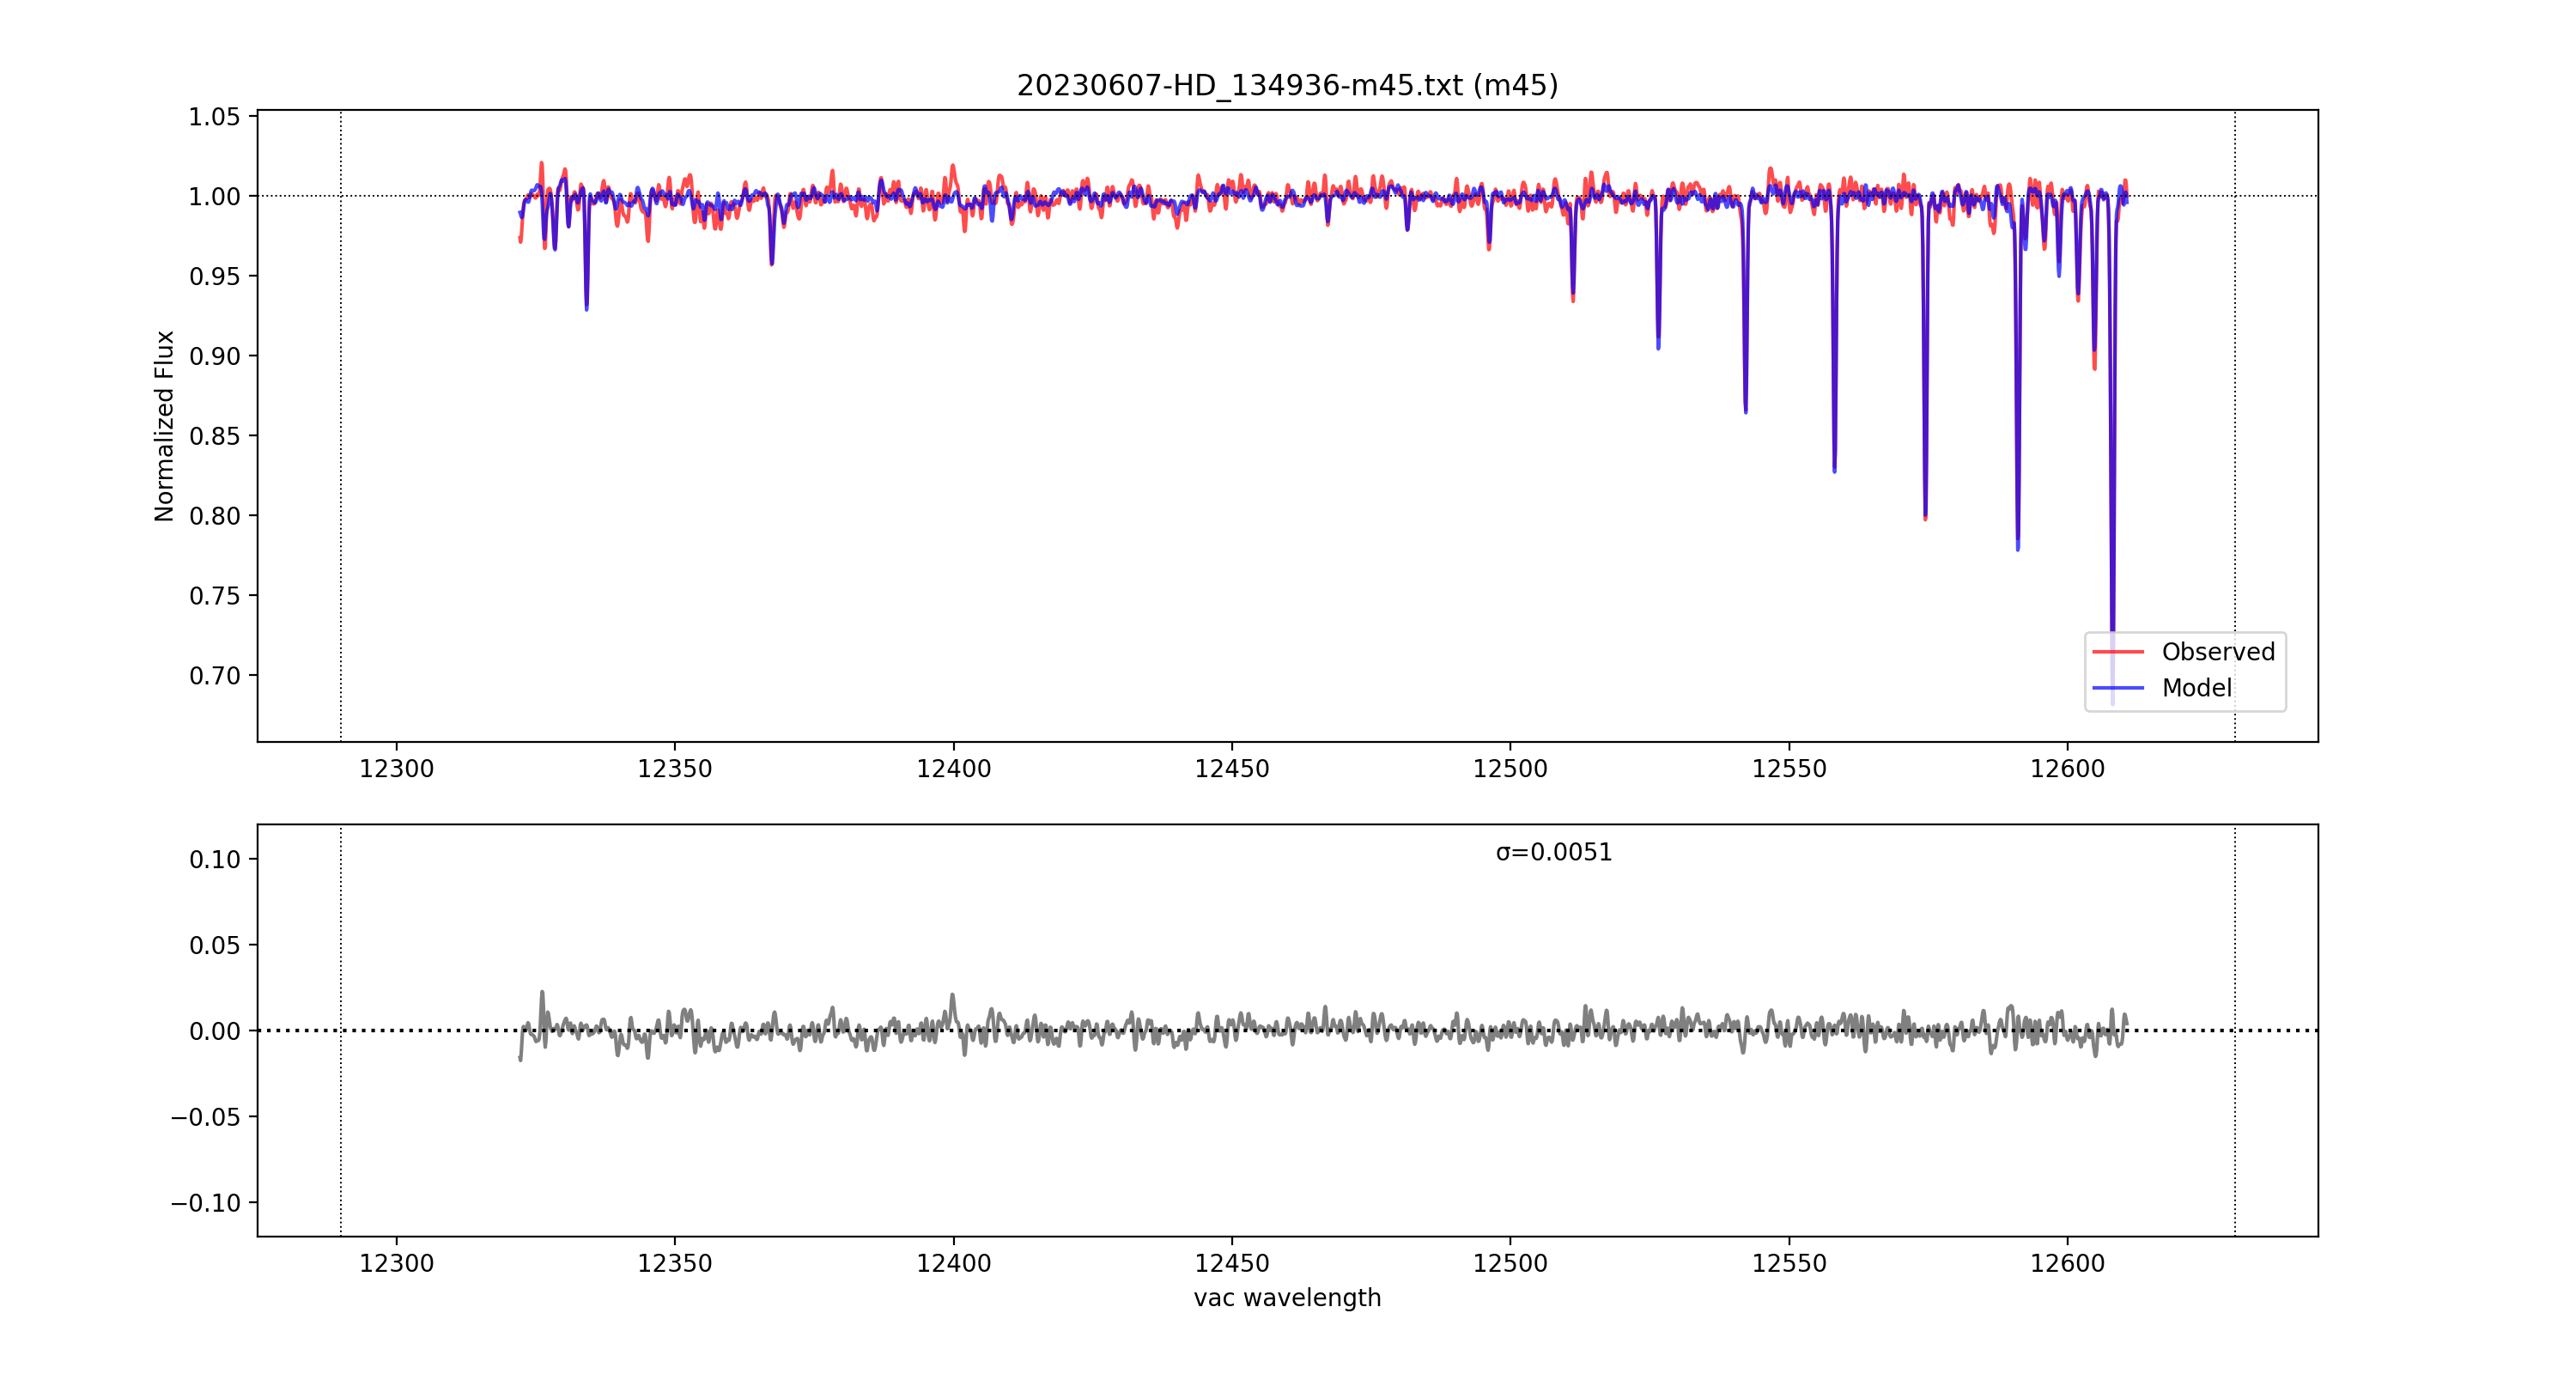 20230607-HD_134936-m45.txt (m45)
1.05
1.00
0.95
0.90
0.85
0.80
0.75
0.70
Normalized Flux
Observed
Model
12300 12350 12400 12450 12500 12550 12600
σ=0.0051
0.10
0.05
0.00
−0.05
−0.10
12300 12350 12400 12450 12500 12550 12600
vac wavelength